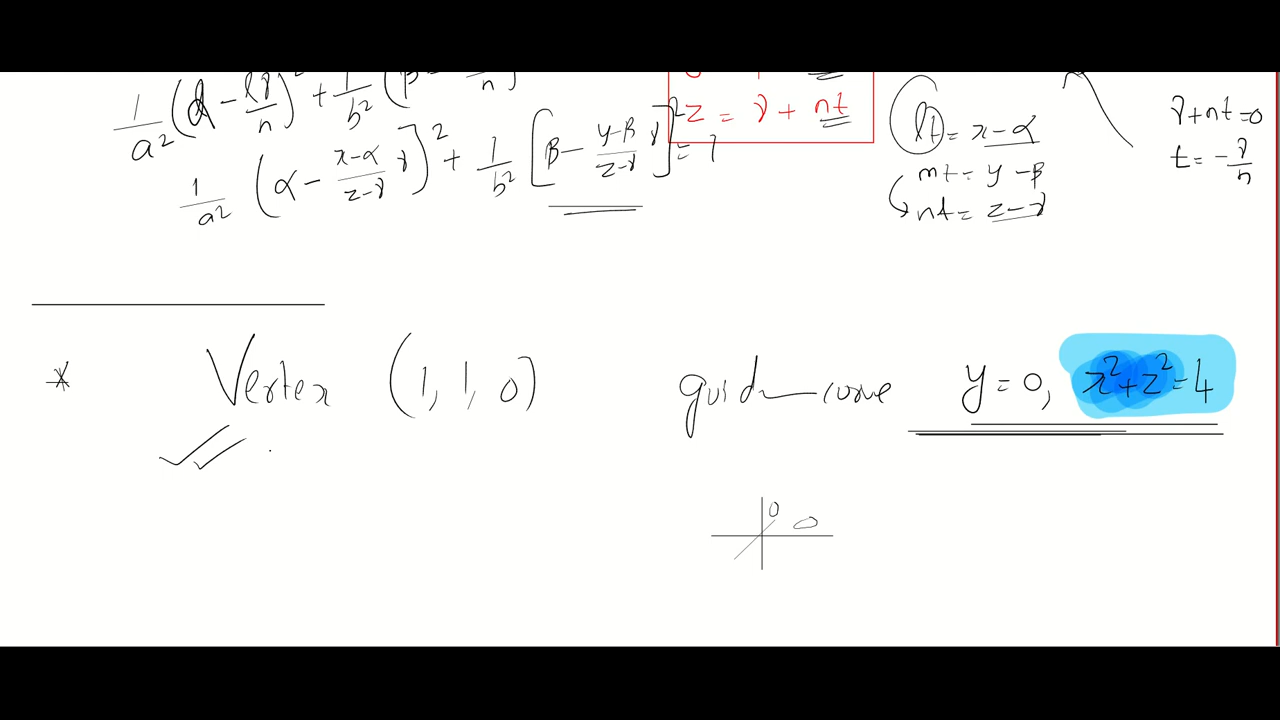 1/a² (α - lγ/n)² + 1/b² (β - /n)
z = γ + nt
1/a² (α - x-α/z-γ γ)² + 1/b² [β - y-β/z-γ γ]² = 1
lt = x-α
mt = y-β
nt = z-γ
γ+nt=0
t = -γ/n
* Vertex (1, 1, 0) guiding curve y=0, x²+z²=4